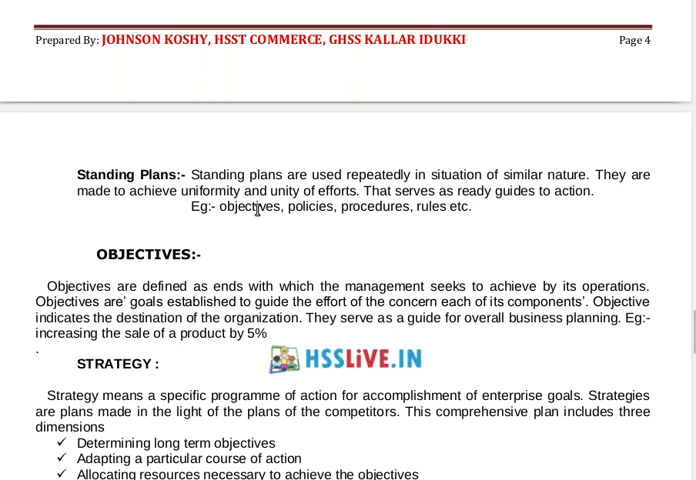 Prepared By: JOHNSON KOSHY, HSST COMMERCE, GHSS KALLAR IDUKKI Page 4
Standing Plans:- Standing plans are used repeatedly in situation of similar nature. They are
made to achieve uniformity and unity of efforts. That serves as ready guides to action.
Eg:- objectives, policies, procedures, rules etc.
OBJECTIVES:-
Objectives are defined as ends with which the management seeks to achieve by its operations.
Objectives are’ goals established to guide the effort of the concern each of its components’. Objective
indicates the destination of the organization. They serve as a guide for overall business planning. Eg:-
increasing the sale of a product by 5%
.
HSSLiVE.IN
STRATEGY :
Strategy means a specific programme of action for accomplishment of enterprise goals. Strategies
are plans made in the light of the plans of the competitors. This comprehensive plan includes three
dimensions
✓ Determining long term objectives
✓ Adapting a particular course of action
✓ Allocating resources necessary to achieve the objectives